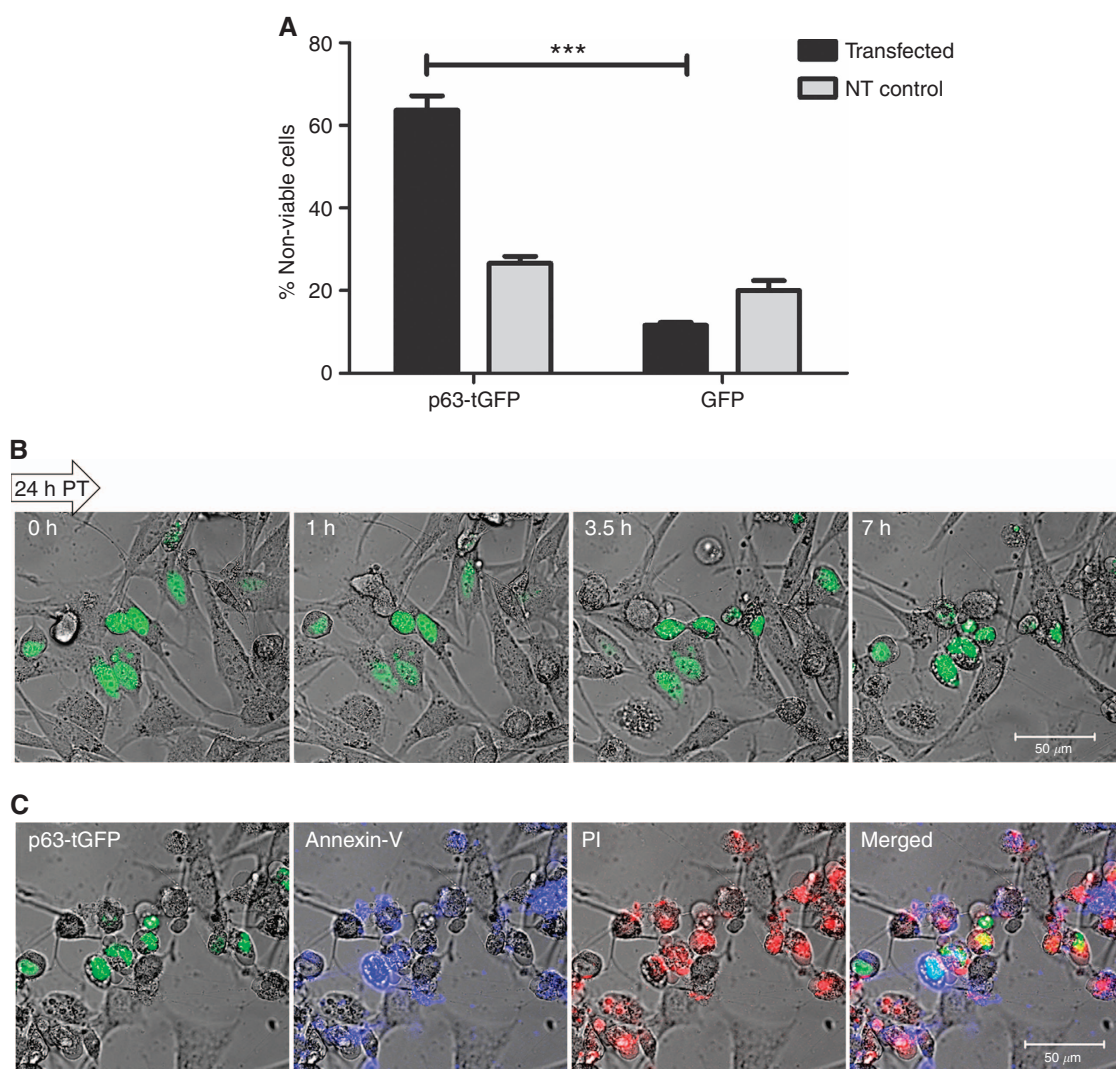 A
80
60
40
20
0
% Non-viable cells
***
Transfected
NT control
p63-tGFP
GFP
B
24 h PT
0 h
1 h
3.5 h
7 h
50 μm
C
p63-tGFP
Annexin-V
PI
Merged
50 μm